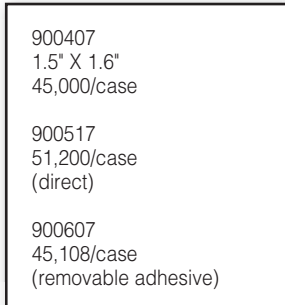 900407
1.5" X 1.6"
45,000/case
900517
51,200/case
(direct)
900607
45,108/case
(removable adhesive)